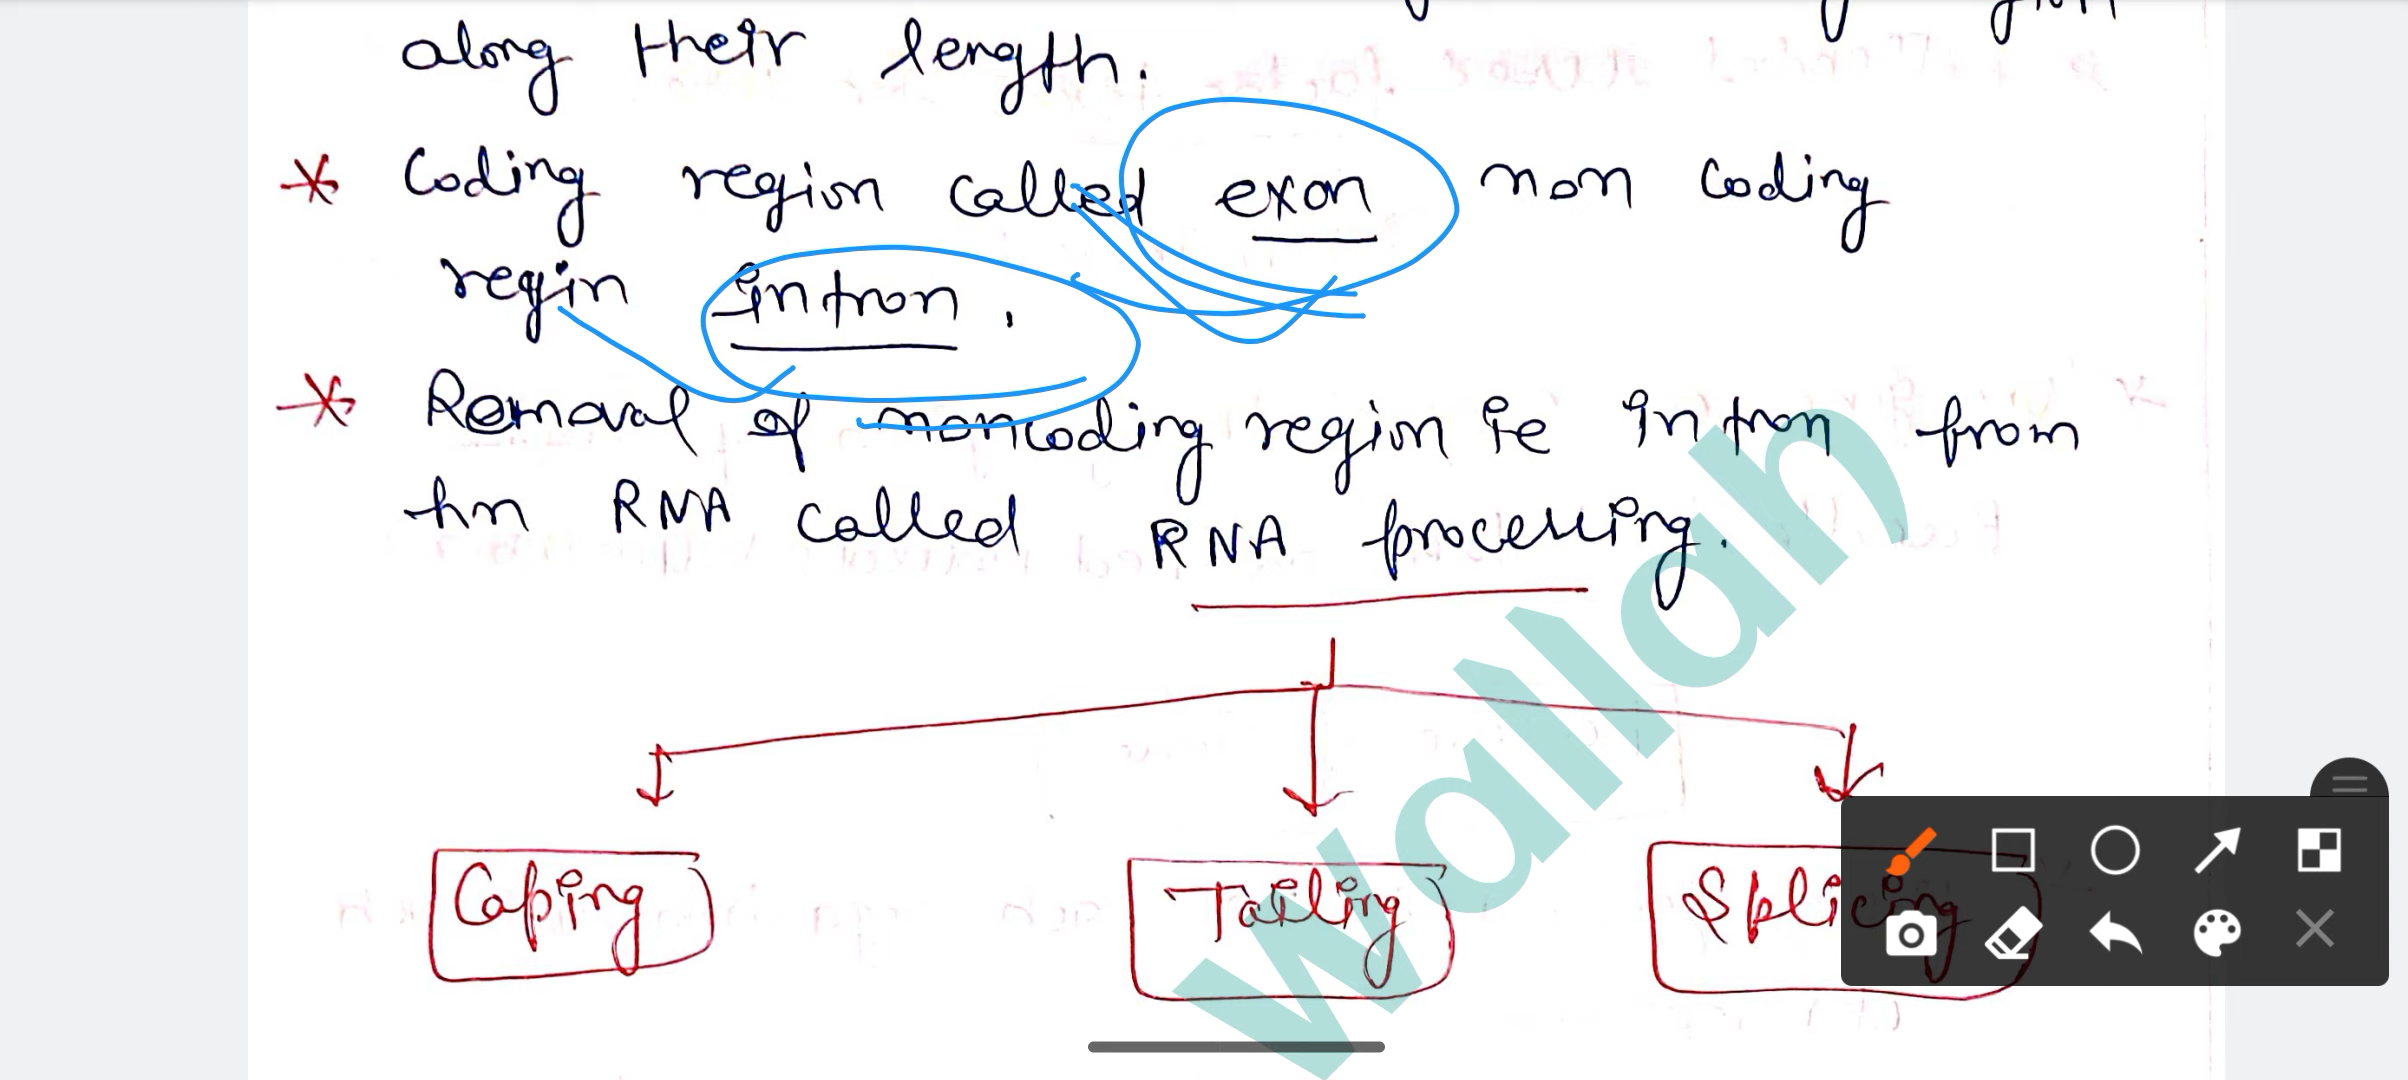 along their length.
* Coding region called exon non coding
regin intron.
* Removal of noncoding region ie intron from
hn RNA called RNA processing.
Caping Tailing Splicing
wallah